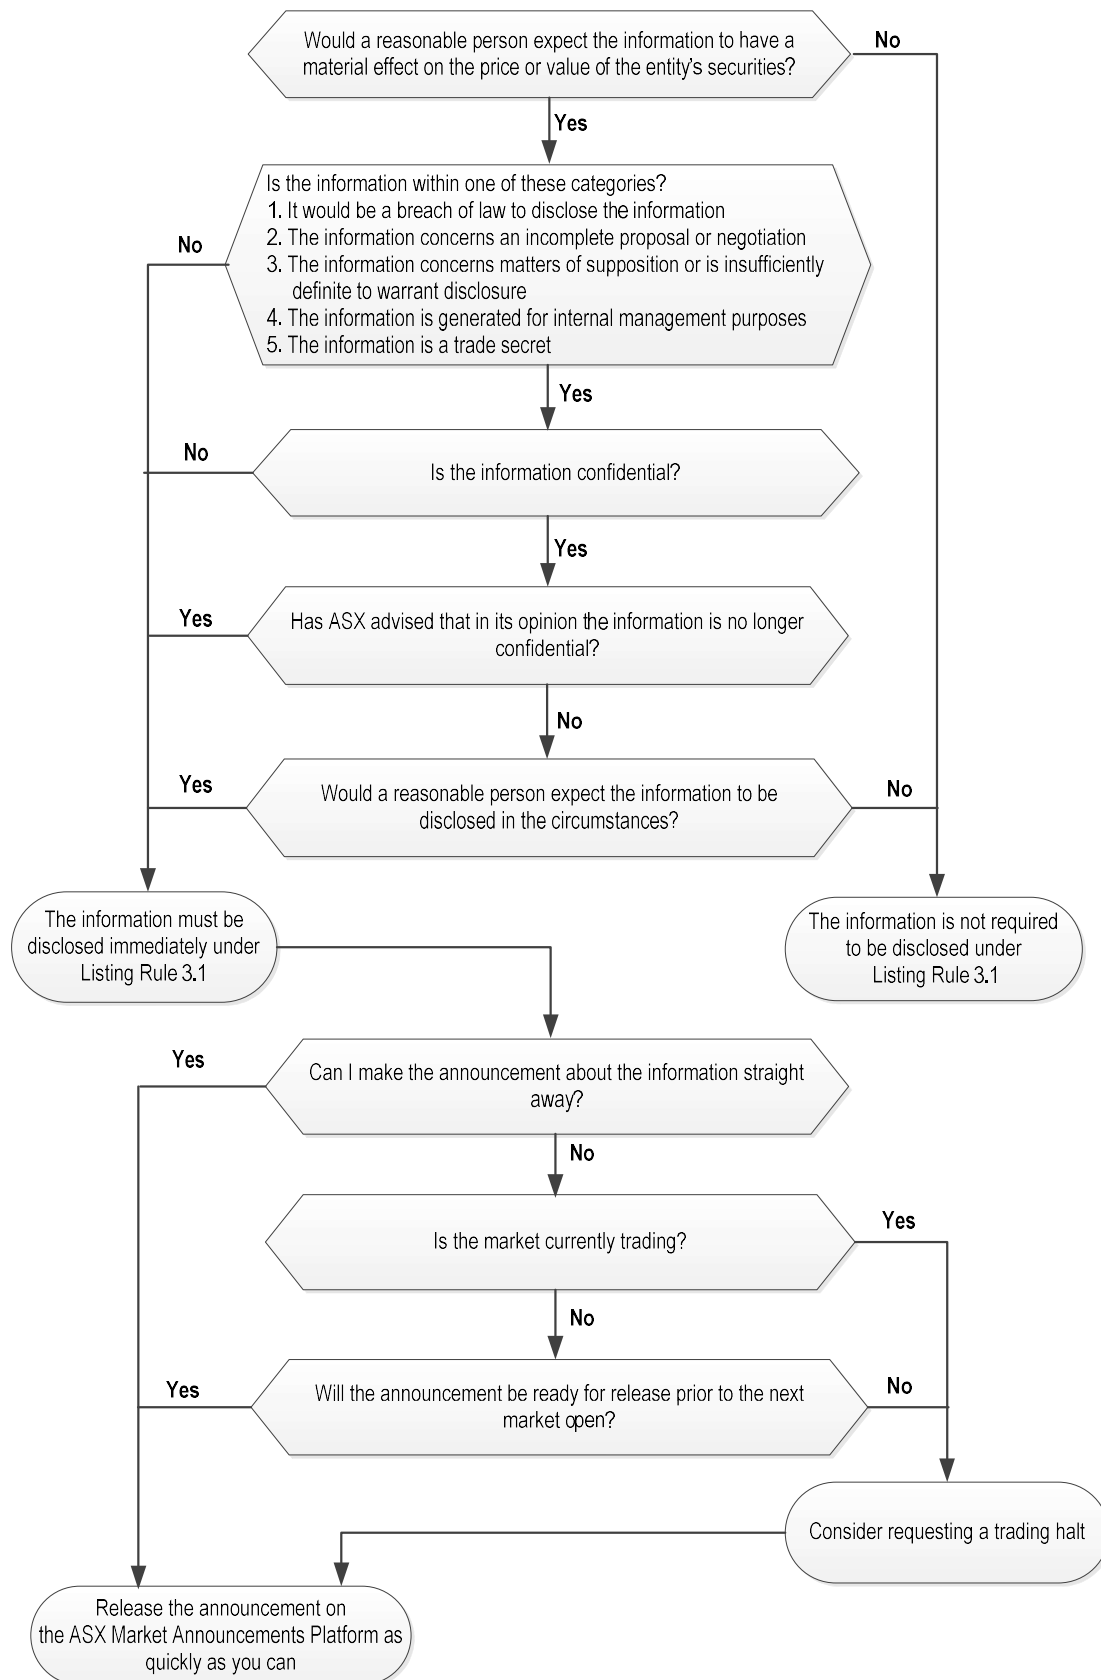 Would a reasonable person expect the information to have a
material effect on the price or value of the entity's securities?
No
Yes
Is the information within one of these categories?
1. It would be a breach of law to disclose the information
2. The information concerns an incomplete proposal or negotiation
3. The information concerns matters of supposition or is insufficiently
definite to warrant disclosure
4. The information is generated for internal management purposes
5. The information is a trade secret
No
Yes
No
Is the information confidential?
Yes
Yes
Has ASX advised that in its opinion the information is no longer
confidential?
No
Yes
Would a reasonable person expect the information to be
disclosed in the circumstances?
No
The information must be
disclosed immediately under
Listing Rule 3.1
The information is not required
to be disclosed under
Listing Rule 3.1
Yes
Can I make the announcement about the information straight
away?
No
Is the market currently trading?
Yes
No
Yes
Will the announcement be ready for release prior to the next
market open?
No
Consider requesting a trading halt
Release the announcement on
the ASX Market Announcements Platform as
quickly as you can